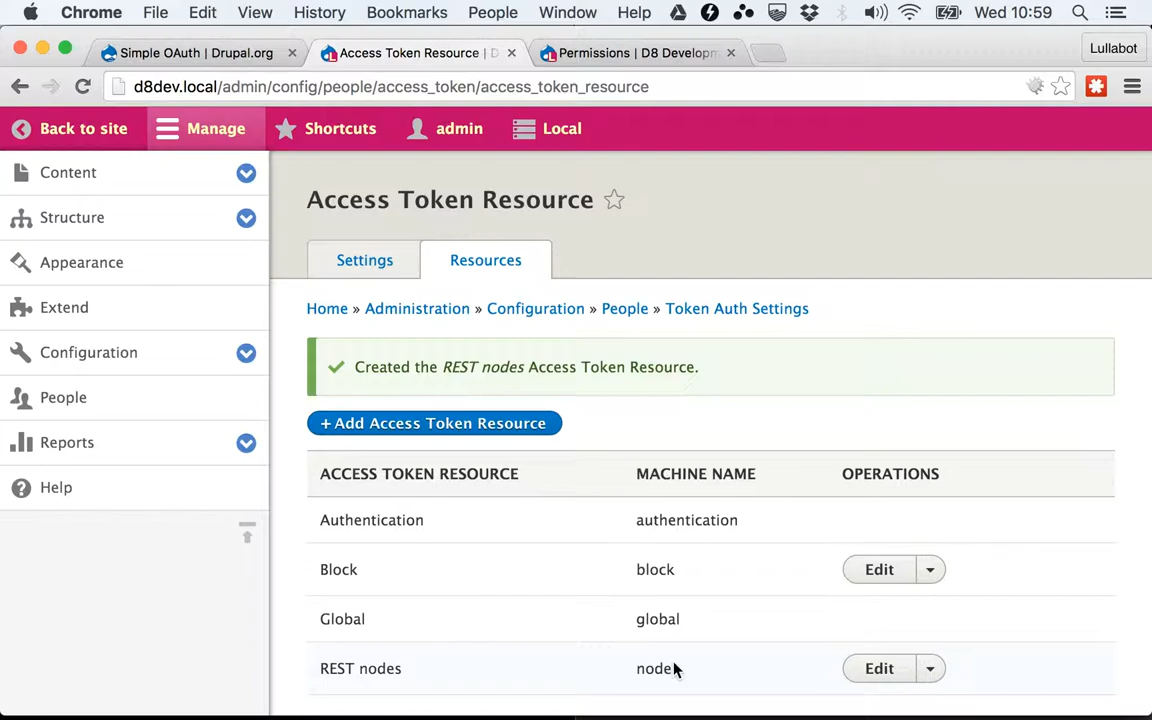 Chrome File Edit View History Bookmarks People Window Help Wed 10:59
Simple OAuth | Drupal.org × Access Token Resource | D × Permissions | D8 Developm × Lullabot
d8dev.local/admin/config/people/access_token/access_token_resource
Back to site Manage Shortcuts admin Local
Content
Structure
Appearance
Extend
Configuration
People
Reports
Help
Access Token Resource
Settings Resources
Home » Administration » Configuration » People » Token Auth Settings
Created the REST nodes Access Token Resource.
+ Add Access Token Resource
ACCESS TOKEN RESOURCE MACHINE NAME OPERATIONS
Authentication authentication
Block block Edit
Global global
REST nodes node Edit